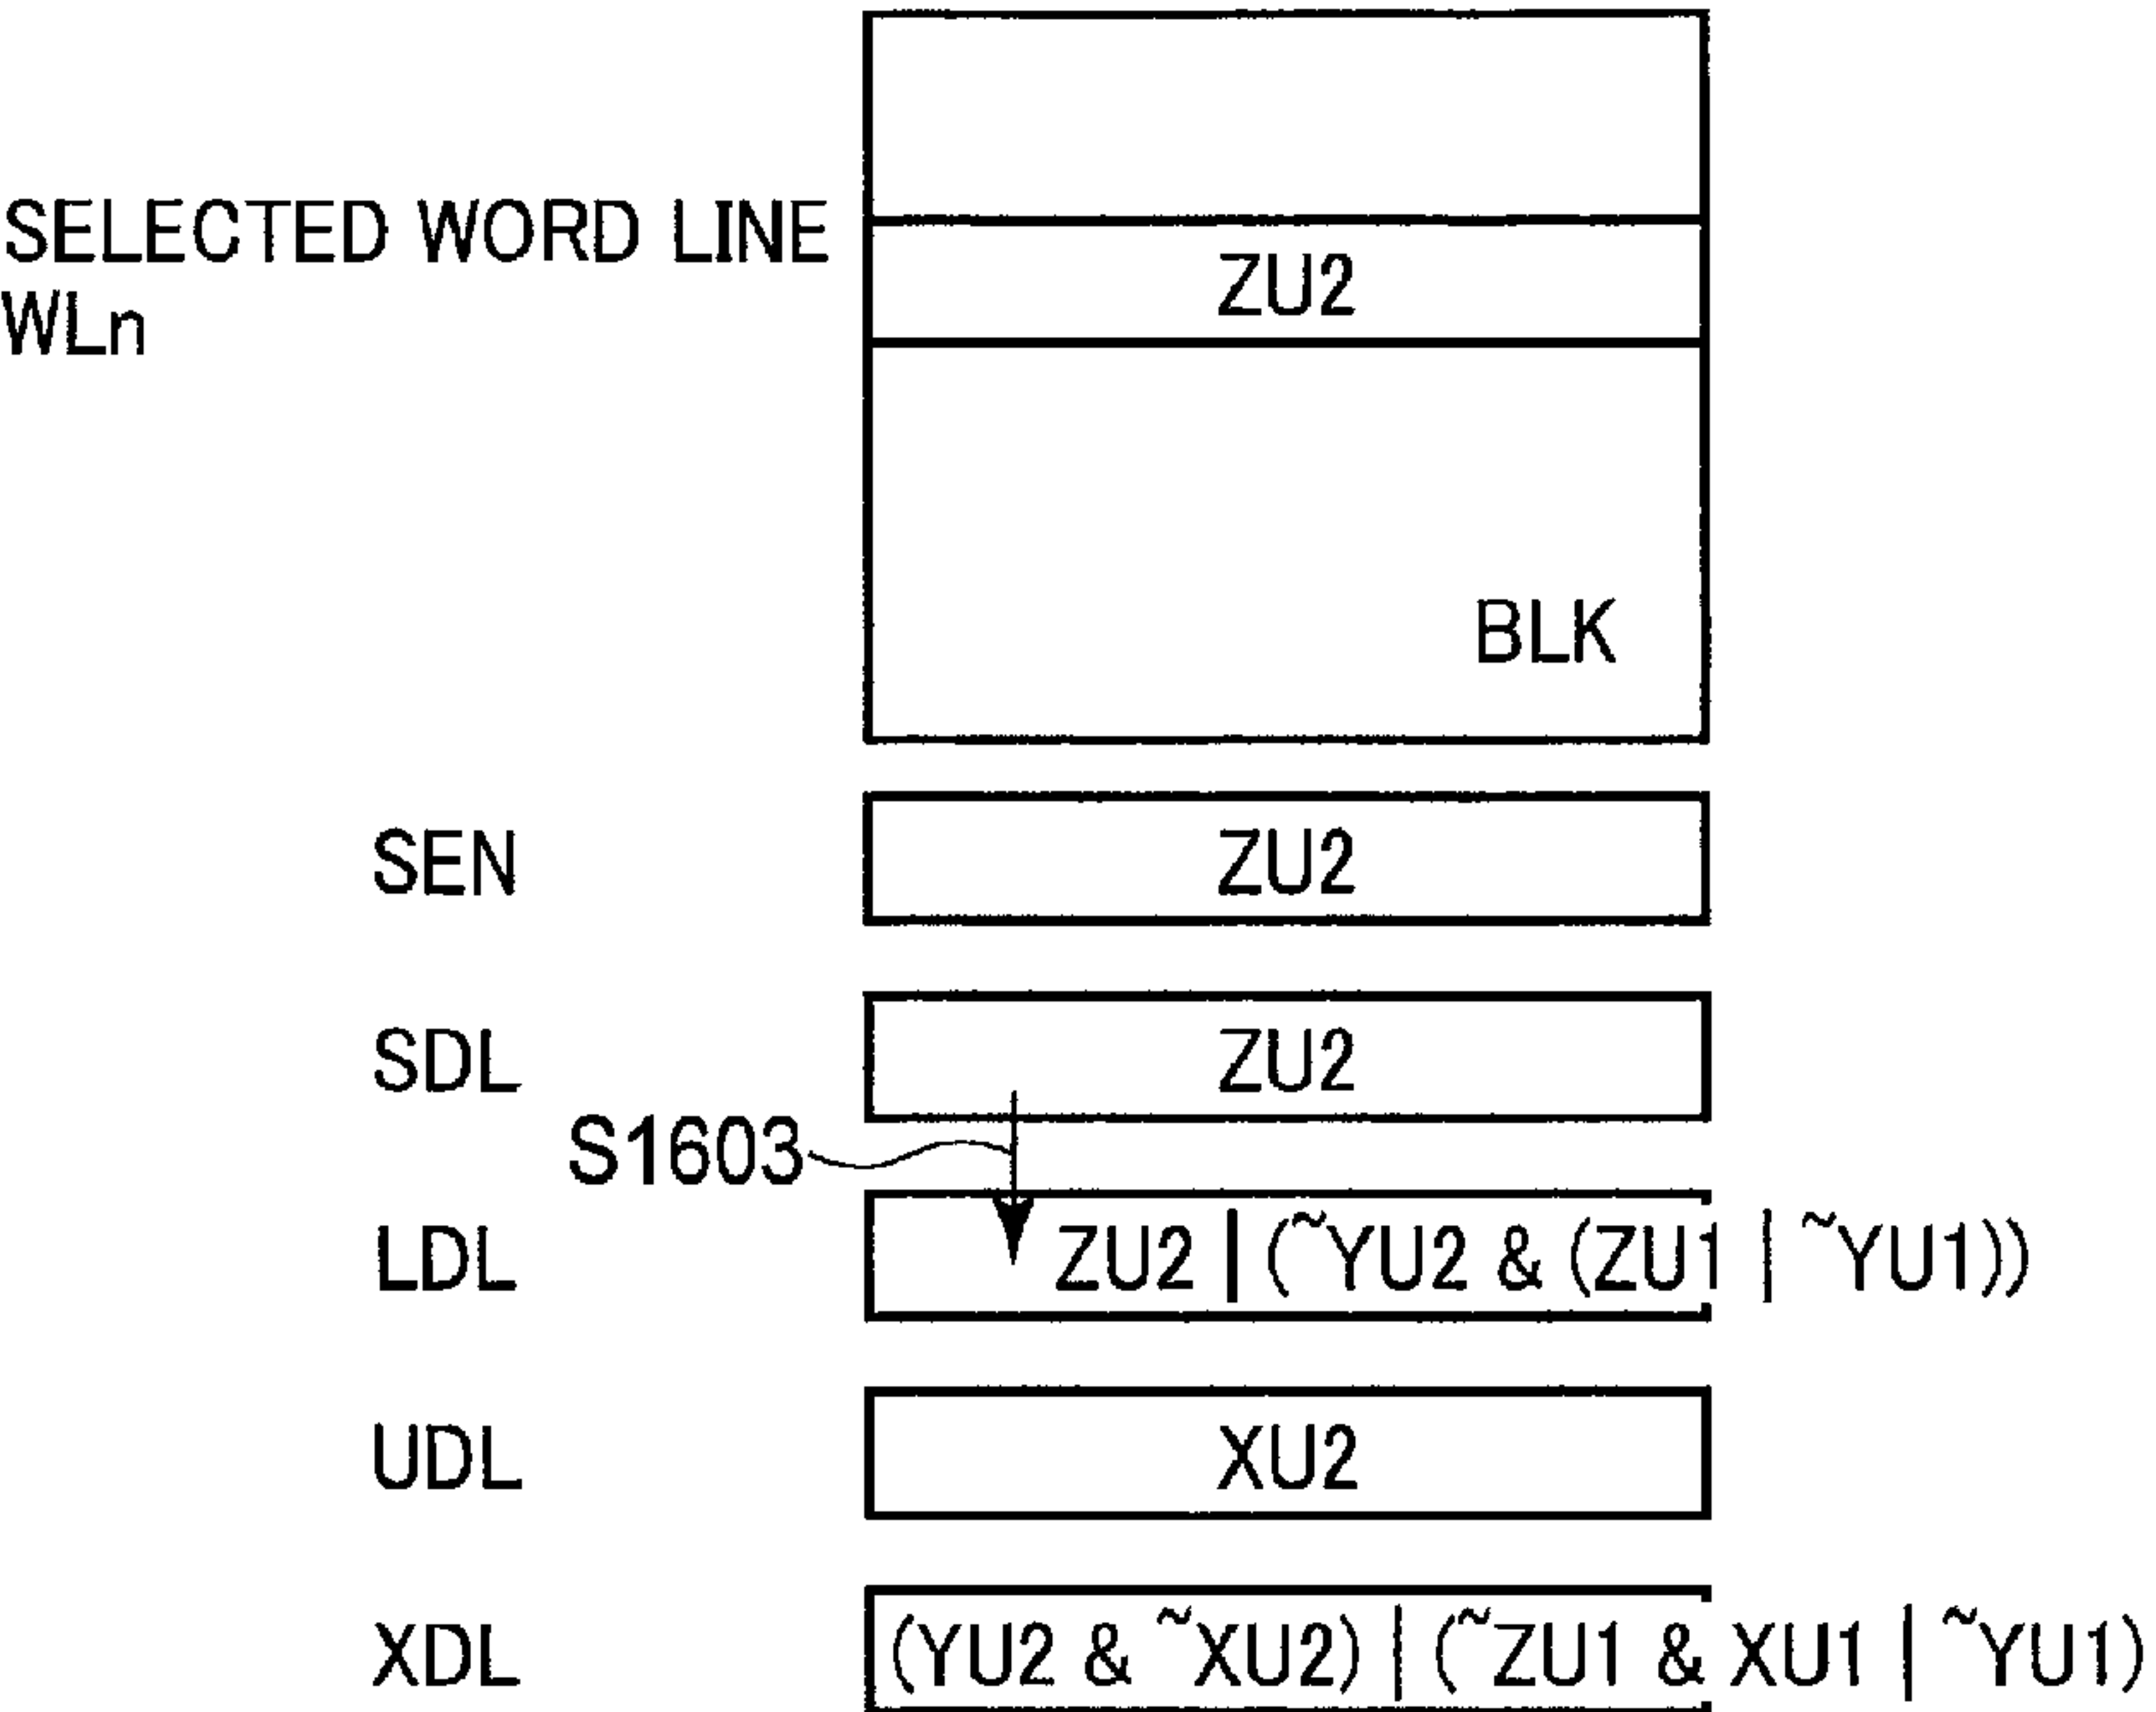 SELECTED WORD LINE
WLn
ZU2
BLK
SEN
ZU2
SDL
ZU2
S1603
LDL
ZU2 | (~YU2 & (ZU1 | ~YU1))
UDL
XU2
XDL
(YU2 & ~XU2) | (~ZU1 & XU1 | ~YU1)